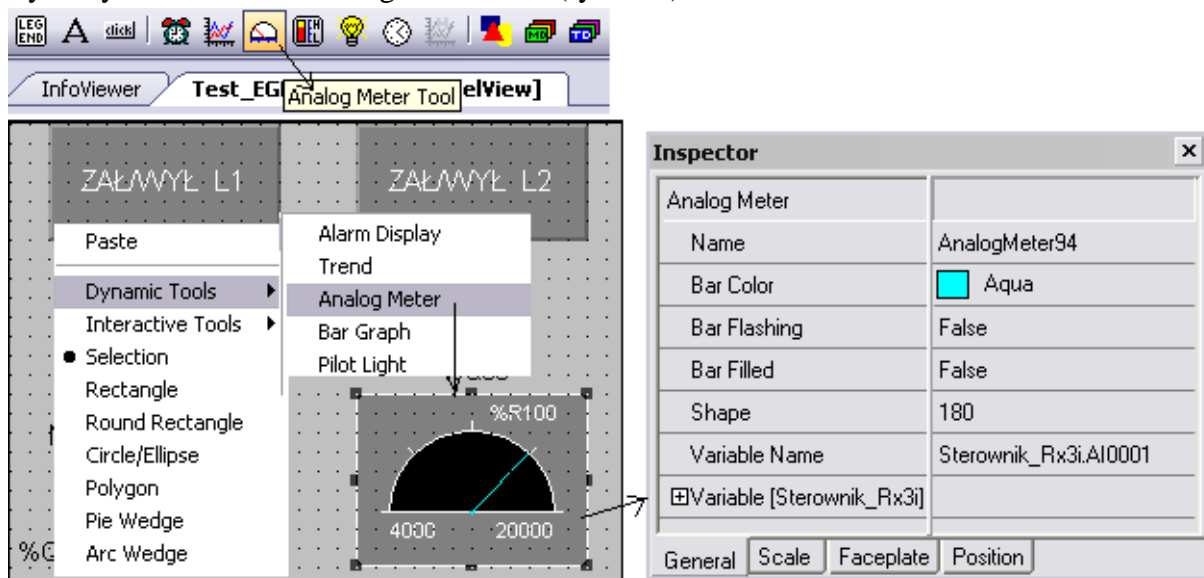 LEG END A click
InfoViewer Test_EG elView]
Analog Meter Tool
ZAŁ/WYŁ L1 ZAŁ/WYŁ L2
Paste
Dynamic Tools
Interactive Tools
Selection
Rectangle
Round Rectangle
Circle/Ellipse
Polygon
Pie Wedge
Arc Wedge
Alarm Display
Trend
Analog Meter
Bar Graph
Pilot Light
%R100
4000 20000
Inspector
Analog Meter
Name AnalogMeter94
Bar Color Aqua
Bar Flashing False
Bar Filled False
Shape 180
Variable Name Sterownik_Rx3i.AI0001
Variable [Sterownik_Rx3i]
General Scale Faceplate Position